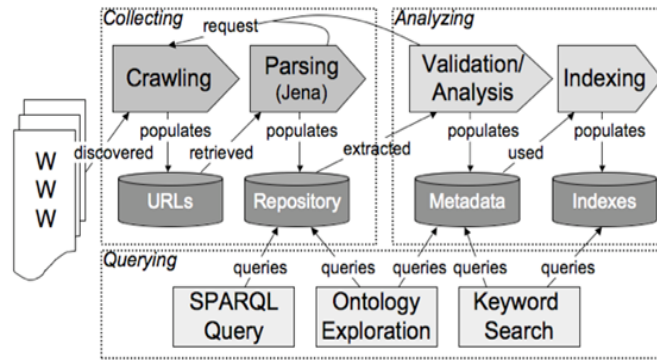 Collecting
Analyzing
request
Crawling
Parsing
(Jena)
Validation/
Analysis
Indexing
populates
populates
populates
populates
discovered
retrieved
extracted
used
W
W
W
URLs
Repository
Metadata
Indexes
Querying
queries
queries
queries
queries
queries
SPARQL
Query
Ontology
Exploration
Keyword
Search